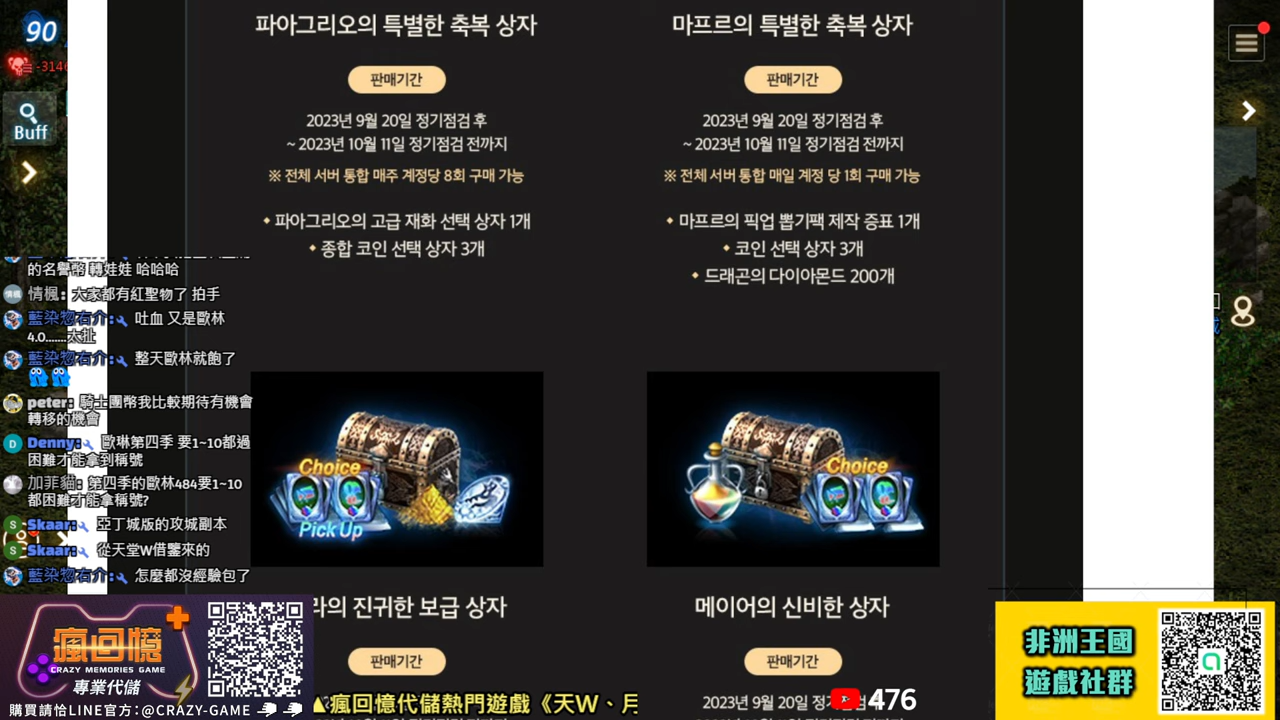 90
-3146
Buff
파아그리오의 특별한 축복 상자
판매기간
2023년 9월 20일 정기점검 후
~ 2023년 10월 11일 정기점검 전까지
※ 전체 서버 통합 매주 계정당 8회 구매 가능
파아그리오의 고급 재화 선택 상자 1개
종합 코인 선택 상자 3개
마프르의 특별한 축복 상자
판매기간
2023년 9월 20일 정기점검 후
~ 2023년 10월 11일 정기점검 전까지
※ 전체 서버 통합 매일 계정 당 1회 구매 가능
마프르의 픽업 뽑기팩 제작 증표 1개
코인 선택 상자 3개
드래곤의 다이아몬드 200개
Choice
Pick Up
Choice
라의 진귀한 보급 상자
판매기간
메이어의 신비한 상자
판매기간
2023년 9월 20일 정
的名譽幣 轉娃娃 哈哈哈
情楓: 大家都有紅聖物了 拍手
藍染惣右介: 吐血 又是歐林
4.0.......太扯
藍染惣右介: 整天歐林就飽了
peter: 騎士團幣我比較期待有機會
轉移的機會
Denny: 歐琳第四季 要1~10都過
困難才能拿到稱號
加菲貓: 第四季的歐林484要1~10
都困難才能拿稱號?
Skaar: 亞丁城版的攻城副本
Skaar: 從天堂W借鑒來的
藍染惣右介: 怎麼都沒經驗包了
瘋回憶
CRAZY MEMORIES GAME
專業代儲
購買請恰LINE官方:@CRAZY-GAME
▲瘋回憶代儲熱門遊戲《天W、月
476
非洲王國
遊戲社群